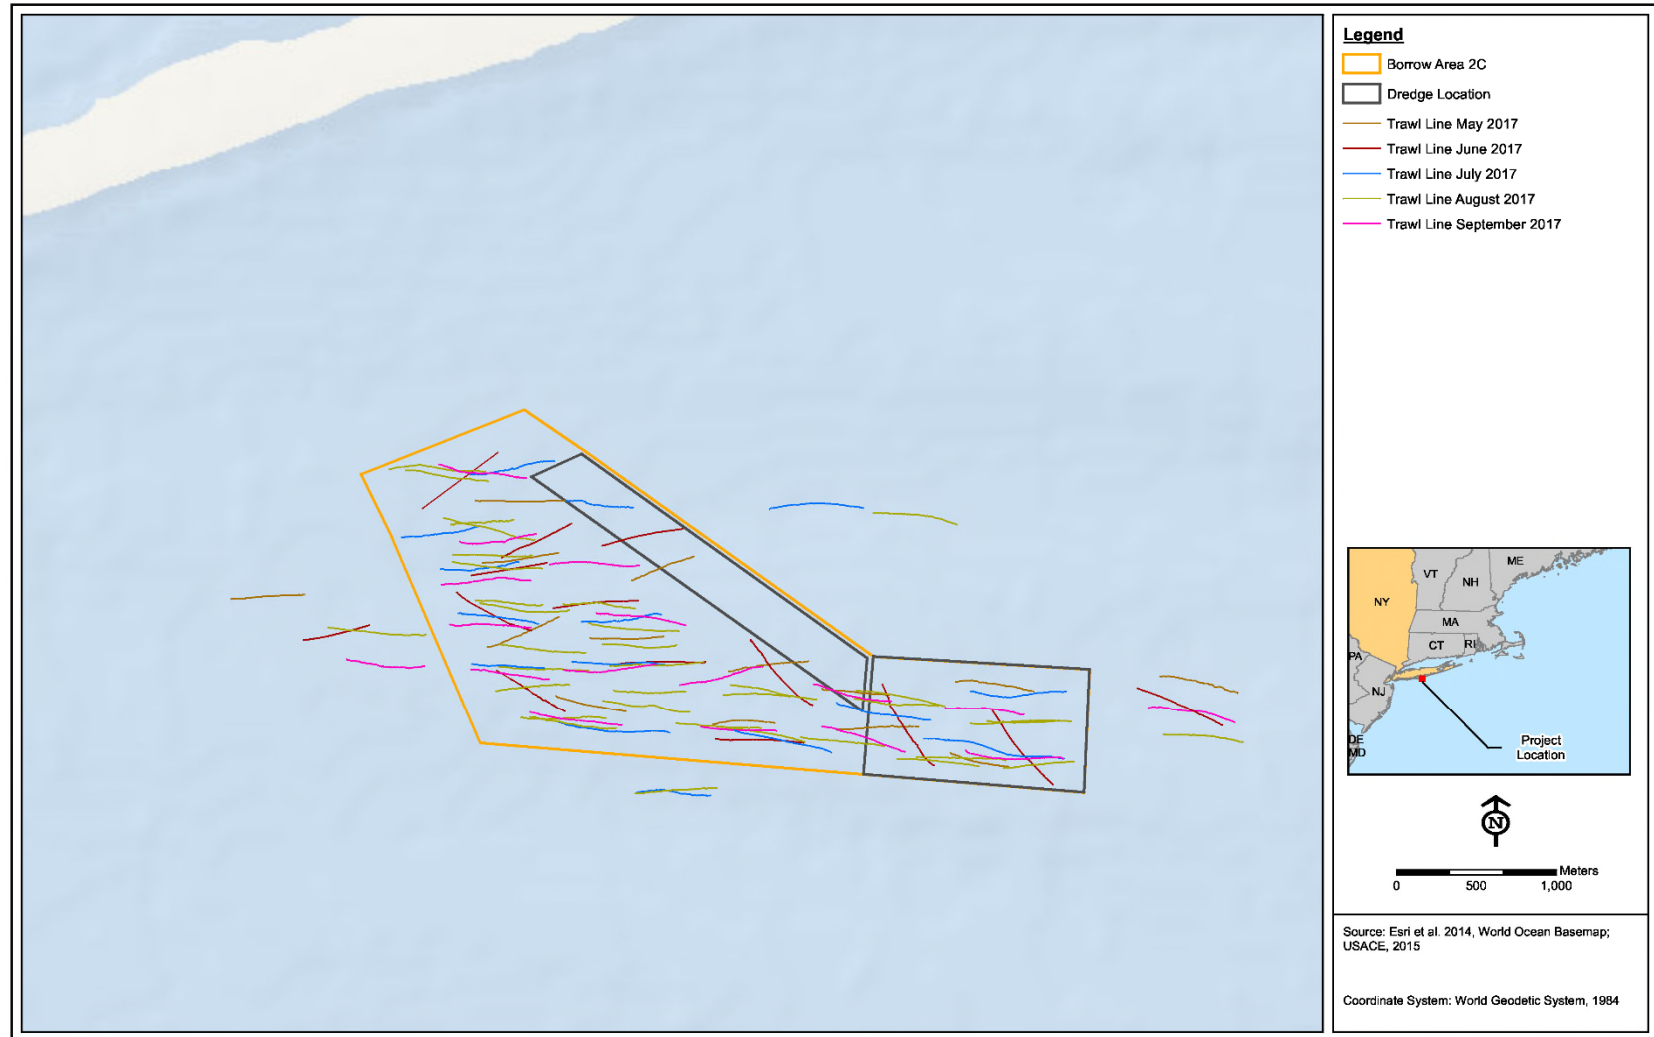 Legend
Borrow Area 2C
Dredge Location
Trawl Line May 2017
Trawl Line June 2017
Trawl Line July 2017
Trawl Line August 2017
Trawl Line September 2017
ME
VT
NH
NY
MA
CT
RI
PA
NJ
DE
MD
Project
Location
N
Meters
0 500 1,000
Source: Esri et al. 2014, World Ocean Basemap;
USACE, 2015
Coordinate System: World Geodetic System, 1984